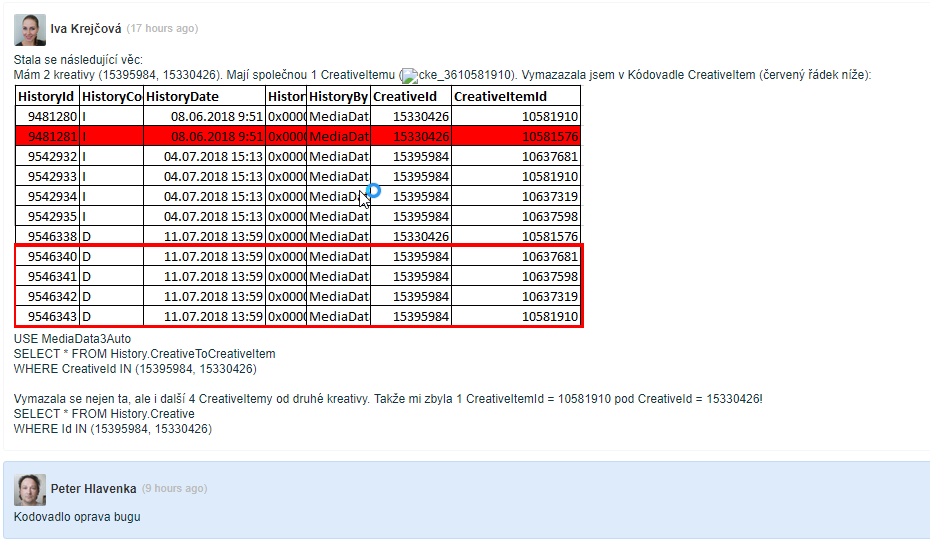 Iva Krejčová (17 hours ago)
Stala se následující věc:
Mám 2 kreativy (15395984, 15330426). Mají společnou 1 CreativeItemu (cke_3610581910). Vymazazala jsem v Kódovadle CreativeItem (červený řádek níže):
HistoryId HistoryCo HistoryDate Histor HistoryBy CreativeId CreativeItemId
9481280 I 08.06.2018 9:51 0x000 MediaDat 15330426 10581910
9481281 I 08.06.2018 9:51 0x000 MediaDat 15330426 10581576
9542932 I 04.07.2018 15:13 0x000 MediaDat 15395984 10637681
9542933 I 04.07.2018 15:13 0x000 MediaDat 15395984 10581910
9542934 I 04.07.2018 15:13 0x000 MediaDa 15395984 10637319
9542935 I 04.07.2018 15:13 0x000 MediaDat 15395984 10637598
9546338 D 11.07.2018 13:59 0x000 MediaDat 15330426 10581576
9546340 D 11.07.2018 13:59 0x000 MediaDat 15395984 10637681
9546341 D 11.07.2018 13:59 0x000 MediaDat 15395984 10637598
9546342 D 11.07.2018 13:59 0x000 MediaDat 15395984 10637319
9546343 D 11.07.2018 13:59 0x000 MediaDat 15395984 10581910
USE MediaData3Auto
SELECT * FROM History.CreativeToCreativeItem
WHERE CreativeId IN (15395984, 15330426)
Vymazala se nejen ta, ale i další 4 CreativeItemy od druhé kreativy. Takže mi zbyla 1 CreativeItemId = 10581910 pod CreativeId = 15330426!
SELECT * FROM History.Creative
WHERE Id IN (15395984, 15330426)
Peter Hlavenka (9 hours ago)
Kodovadlo oprava bugu